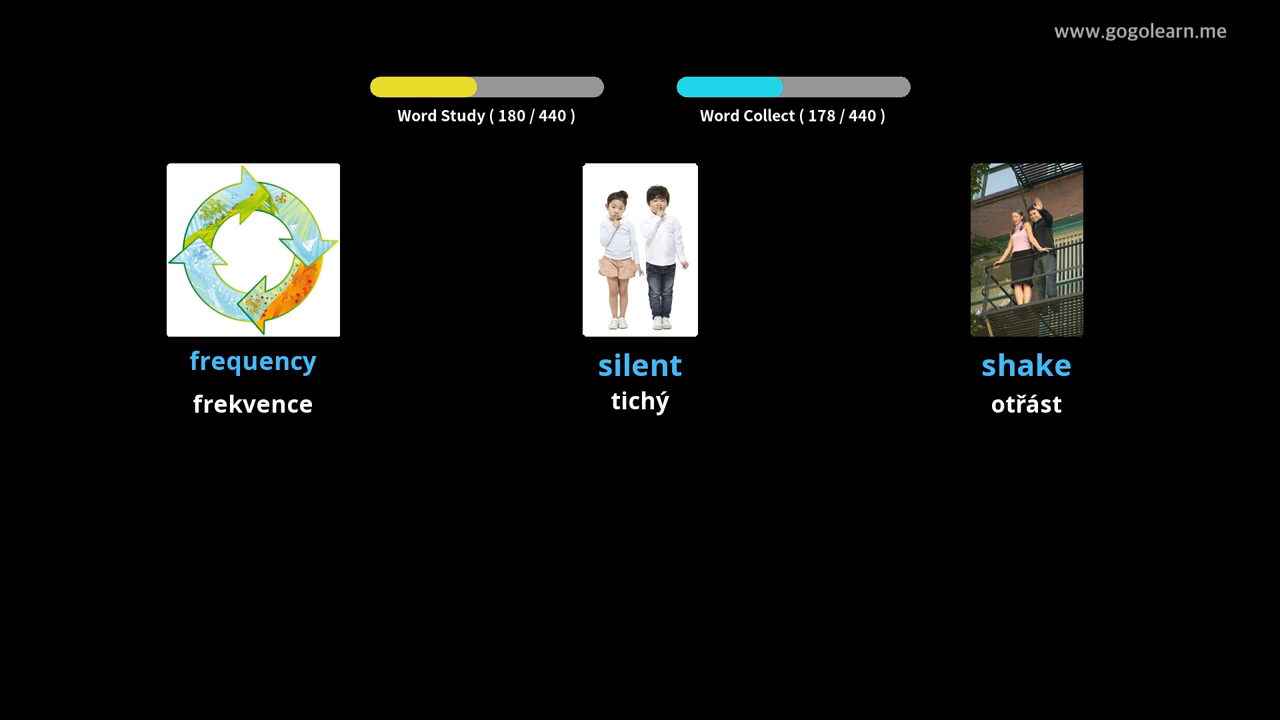 www.gogolearn.me
Word Study ( 180 / 440 )
Word Collect ( 178 / 440 )
frequency
frekvence
silent
tichý
shake
otřást